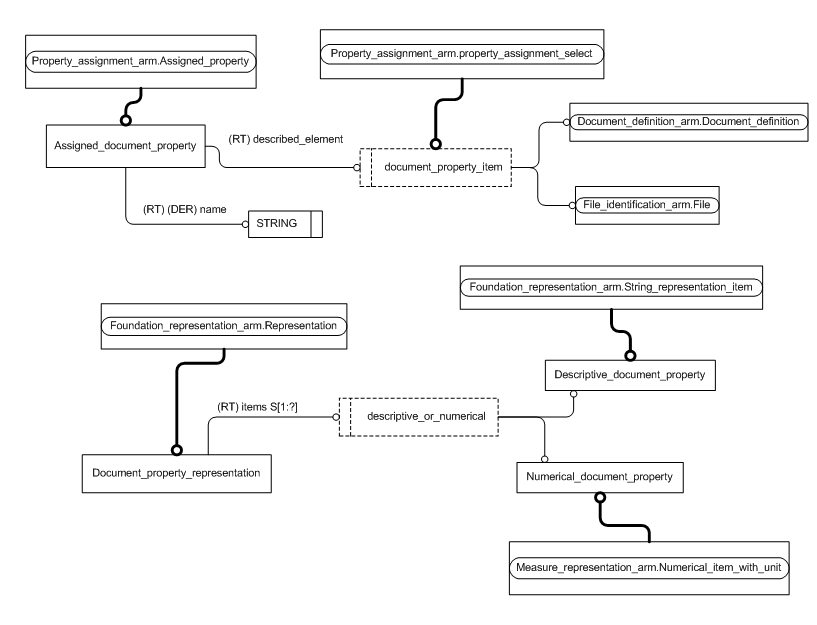 Property_assignment_arm.Assigned_property
Property_assignment_arm.property_assignment_select
Document_definition_arm.Document_definition
Assigned_document_property
(RT) described_element
document_property_item
File_identification_arm.File
(RT) (DER) name
STRING
Foundation_representation_arm.String_representation_item
Foundation_representation_arm.Representation
Descriptive_document_property
(RT) items S[1:?]
descriptive_or_numerical
Document_property_representation
Numerical_document_property
Measure_representation_arm.Numerical_item_with_unit